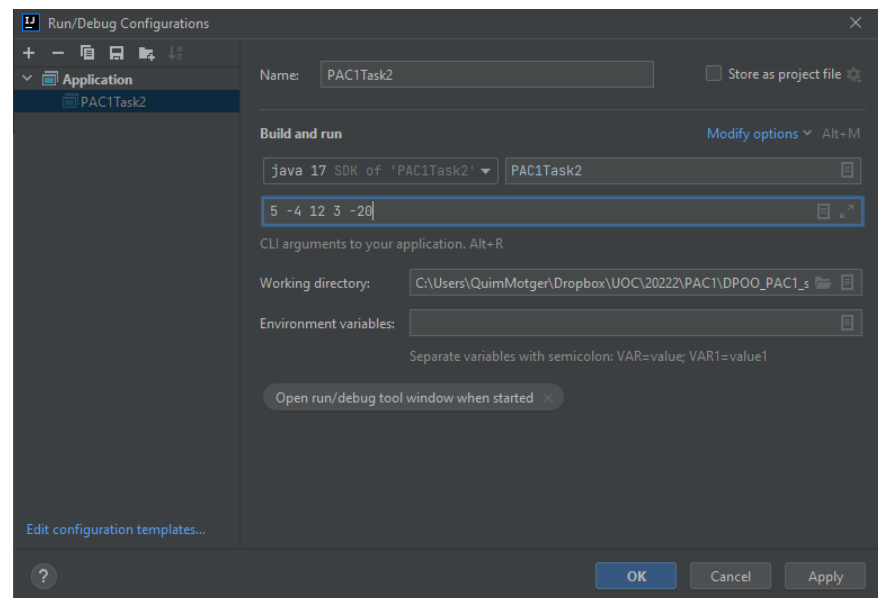 Run/Debug Configurations
Application
PAC1Task2
Name: PAC1Task2 Store as project file
Build and run Modify options Alt+M
java 17 SDK of 'PAC1Task2' PAC1Task2
5 -4 12 3 -20
CLI arguments to your application. Alt+R
Working directory: C:\Users\QuimMotger\Dropbox\UOC\20222\PAC1\DPOO_PAC1_s
Environment variables:
Separate variables with semicolon: VAR=value; VAR1=value1
Open run/debug tool window when started
Edit configuration templates...
? OK Cancel Apply